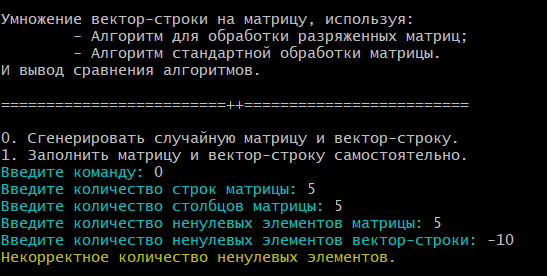 Умножение вектор-строки на матрицу, используя:
- Алгоритм для обработки разряженных матриц;
- Алгоритм стандартной обработки матрицы.
И вывод сравнения алгоритмов.
=========================++=========================
0. Сгенерировать случайную матрицу и вектор-строку.
1. Заполнить матрицу и вектор-строку самостоятельно.
Введите команду: 0
Введите количество строк матрицы: 5
Введите количество столбцов матрицы: 5
Введите количество ненулевых элементов матрицы: 5
Введите количество ненулевых элементов вектор-строки: -10
Некорректное количество ненулевых элементов.